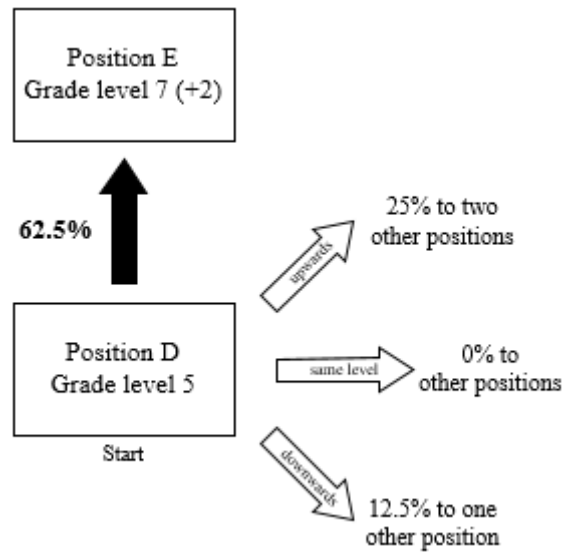 Position E
Grade level 7 (+2)
62.5%
25% to two
other positions
upwards
Position D
Grade level 5
same level
0% to
other positions
Start
downwards
12.5% to one
other position